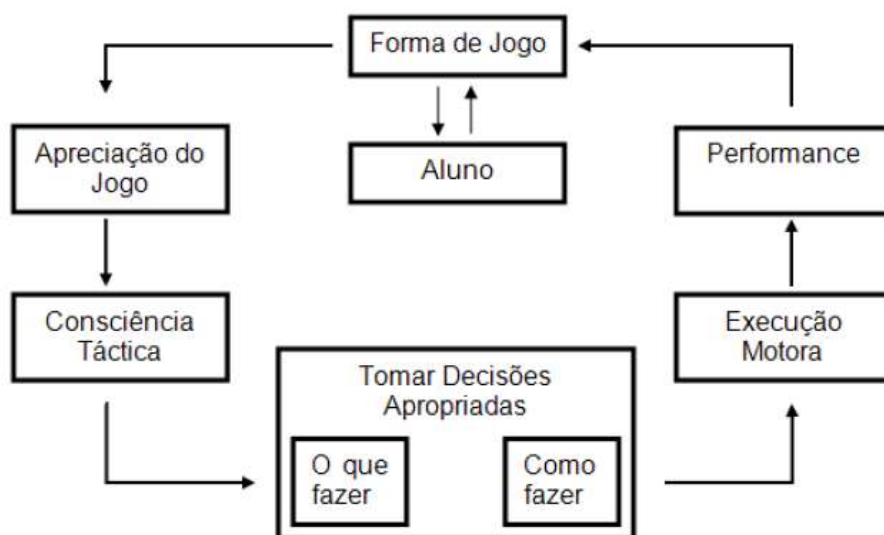 Forma de Jogo
Apreciação do
Jogo
Aluno
Performance
Consciência
Táctica
Execução
Motora
Tomar Decisões
Apropriadas
O que
fazer
Como
fazer